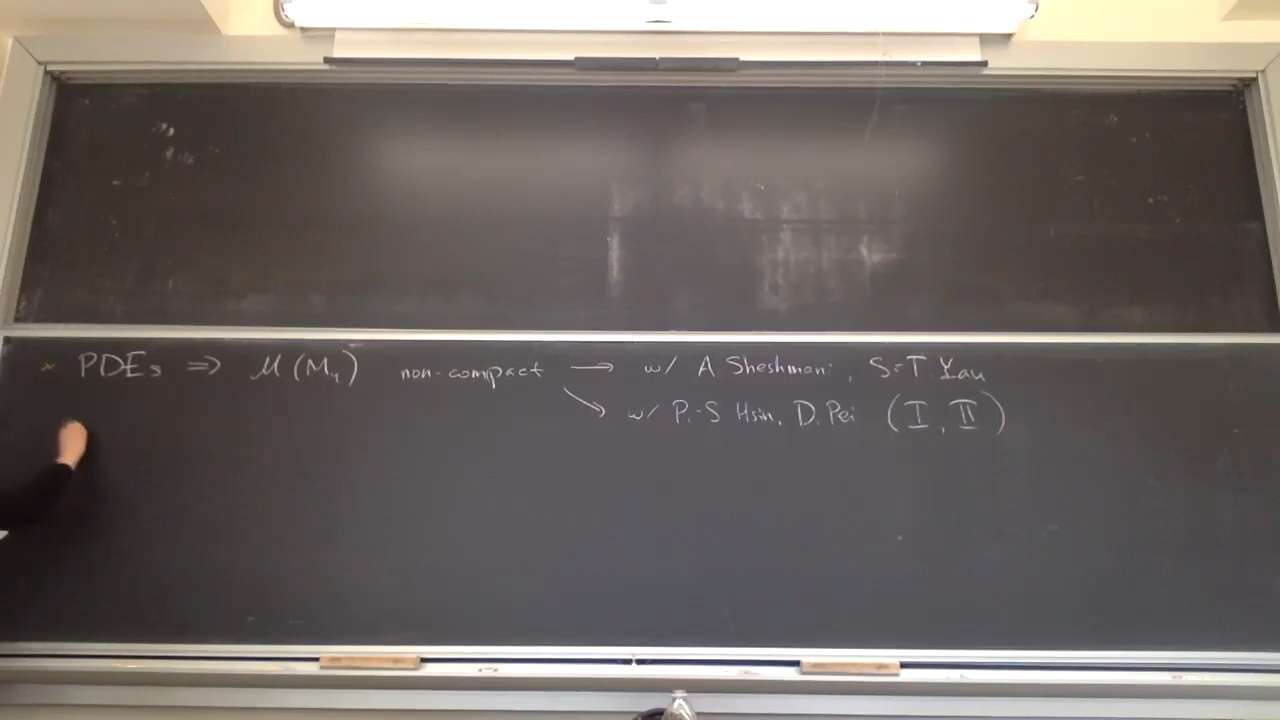 × PDEs ⇒ M(M₄) non-compact → w/ A Sheshmani, S-T. Yau
↘ w/ P.-S Hsin, D. Pei (I, II)